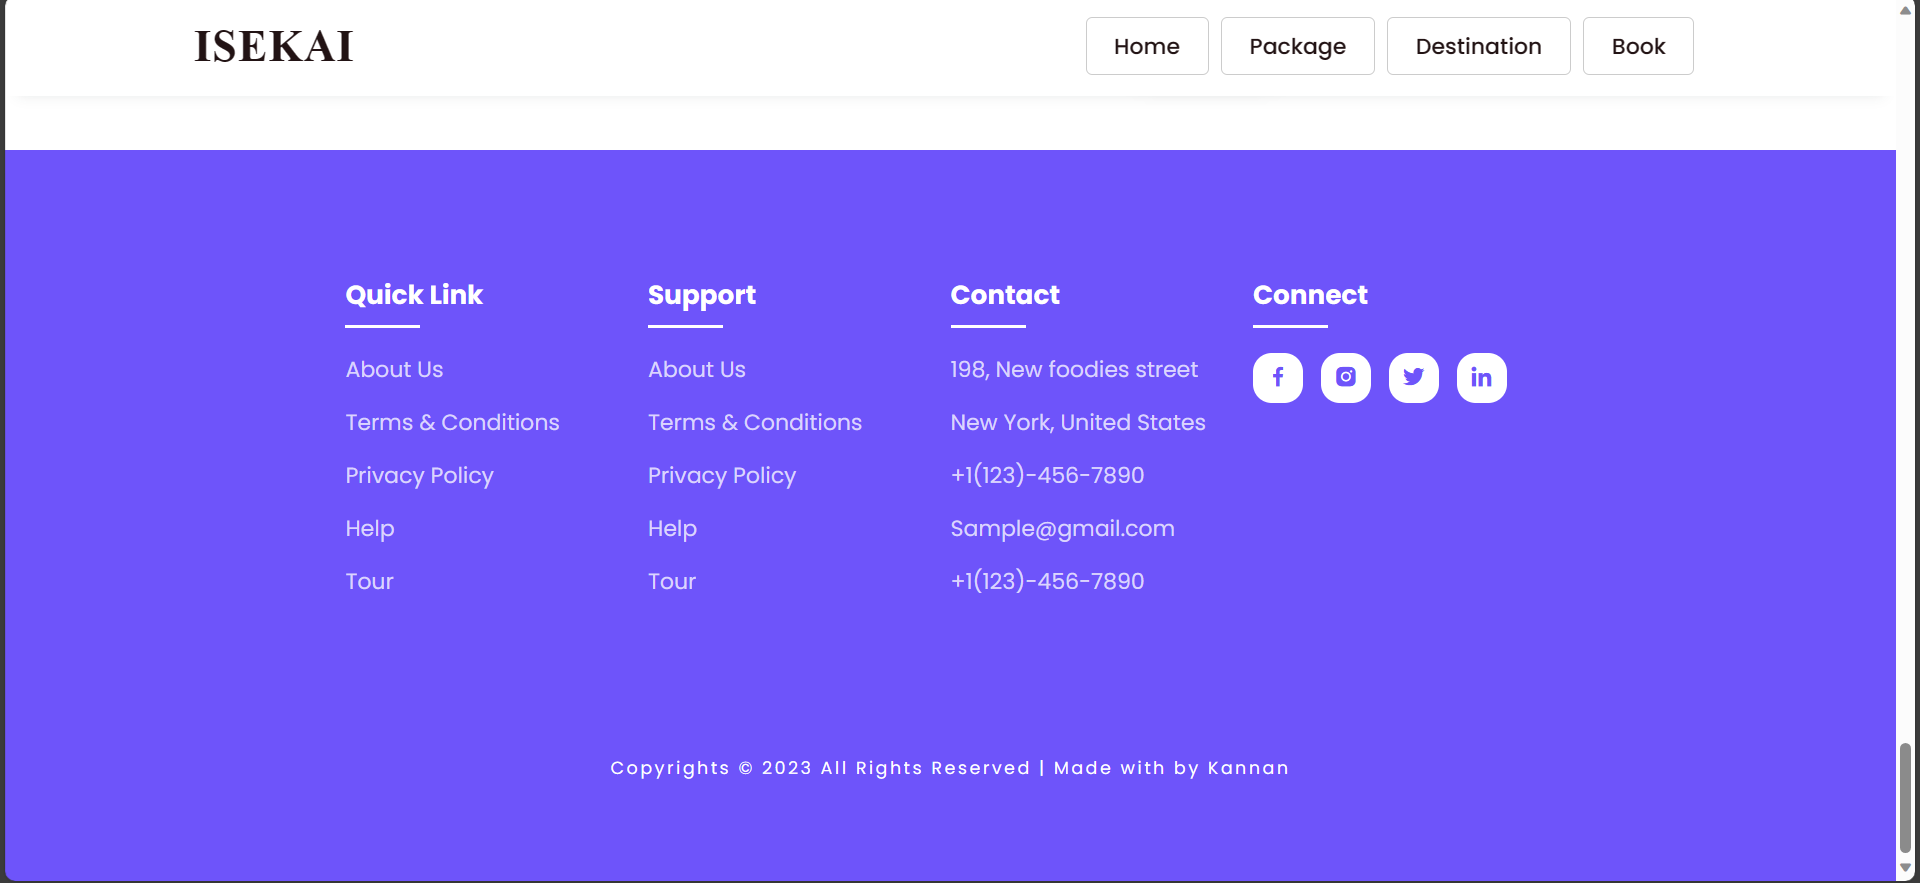 ISEKAI
Home
Package
Destination
Book
Quick Link
About Us
Terms & Conditions
Privacy Policy
Help
Tour
Support
About Us
Terms & Conditions
Privacy Policy
Help
Tour
Contact
198, New foodies street
New York, United States
+1(123)-456-7890
Sample@gmail.com
+1(123)-456-7890
Connect
Copyrights © 2023 All Rights Reserved | Made with by Kannan